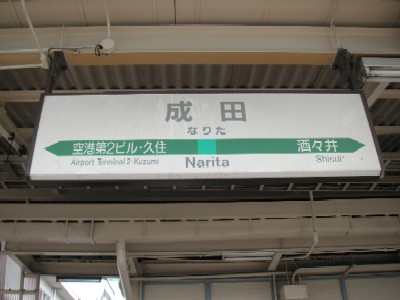 成田
なりた
空港第2ビル・久住 酒々井
Airport Terminal 2・Kuzumi Narita Shisui